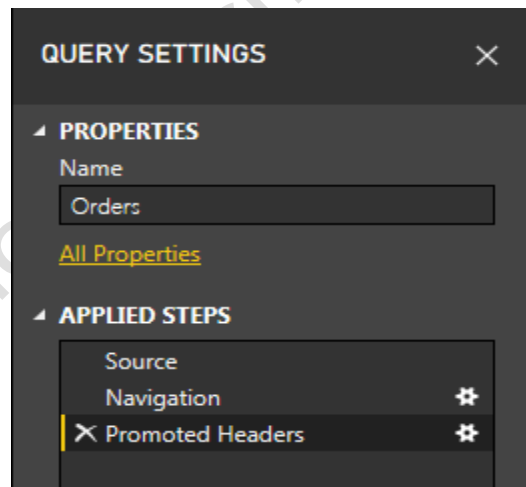 QUERY SETTINGS
PROPERTIES
Name
Orders
All Properties
APPLIED STEPS
Source
Navigation
Promoted Headers